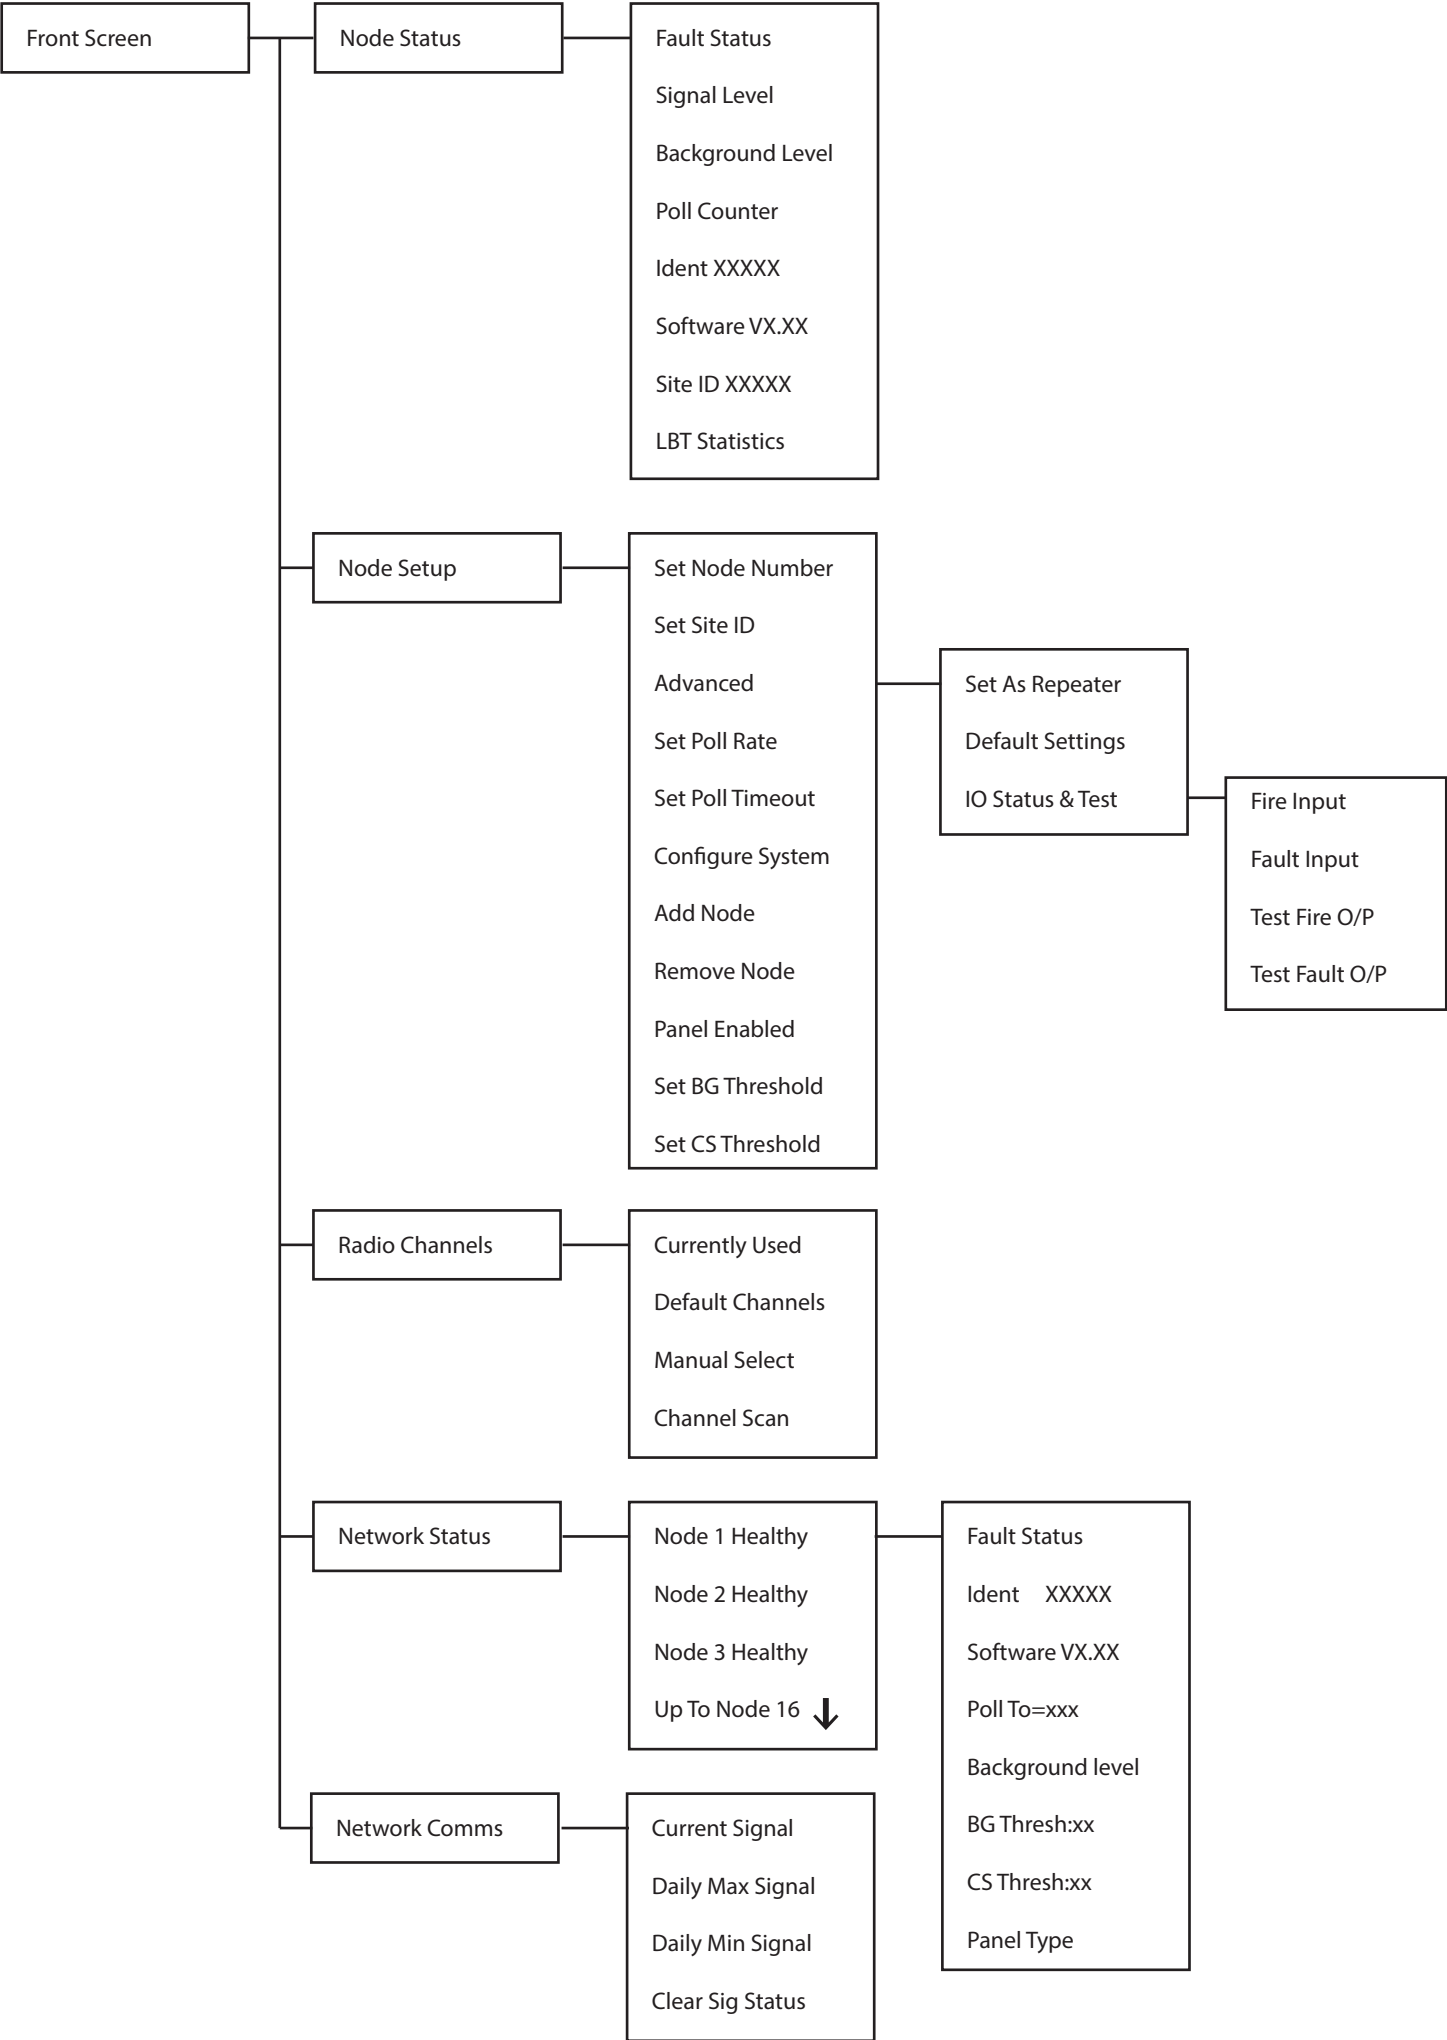 Front Screen
Node Status
Fault Status
Signal Level
Background Level
Poll Counter
Ident XXXXX
Software VX.XX
Site ID XXXXX
LBT Statistics
Node Setup
Set Node Number
Set Site ID
Advanced
Set Poll Rate
Set Poll Timeout
Configure System
Add Node
Remove Node
Panel Enabled
Set BG Threshold
Set CS Threshold
Set As Repeater
Default Settings
IO Status & Test
Fire Input
Fault Input
Test Fire O/P
Test Fault O/P
Radio Channels
Currently Used
Default Channels
Manual Select
Channel Scan
Network Status
Node 1 Healthy
Node 2 Healthy
Node 3 Healthy
Up To Node 16
Fault Status
Ident XXXXX
Software VX.XX
Poll To=xxx
Background level
BG Thresh:xx
CS Thresh:xx
Panel Type
Network Comms
Current Signal
Daily Max Signal
Daily Min Signal
Clear Sig Status